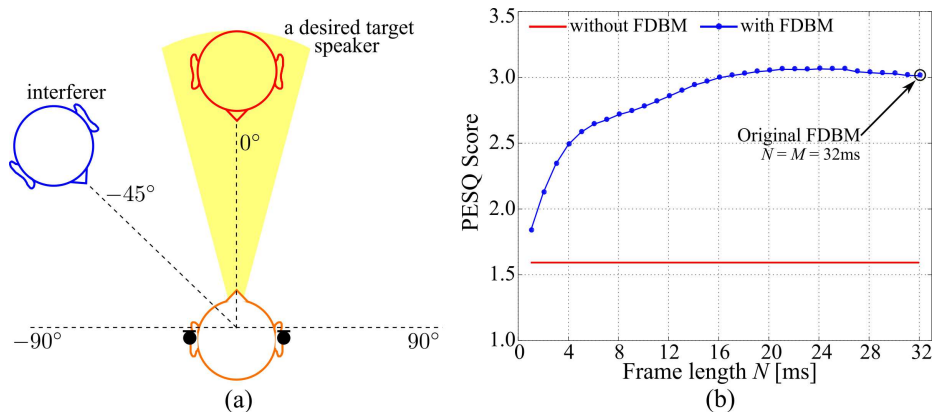 a desired target
speaker
interferer
0°
−45°
−90°
90°
(a)
without FDBM
with FDBM
PESQ Score
3.5
3.0
2.5
2.0
1.5
1.0
Original FDBM
N = M = 32ms
0 4 8 12 16 20 24 28 32
Frame length N [ms]
(b)